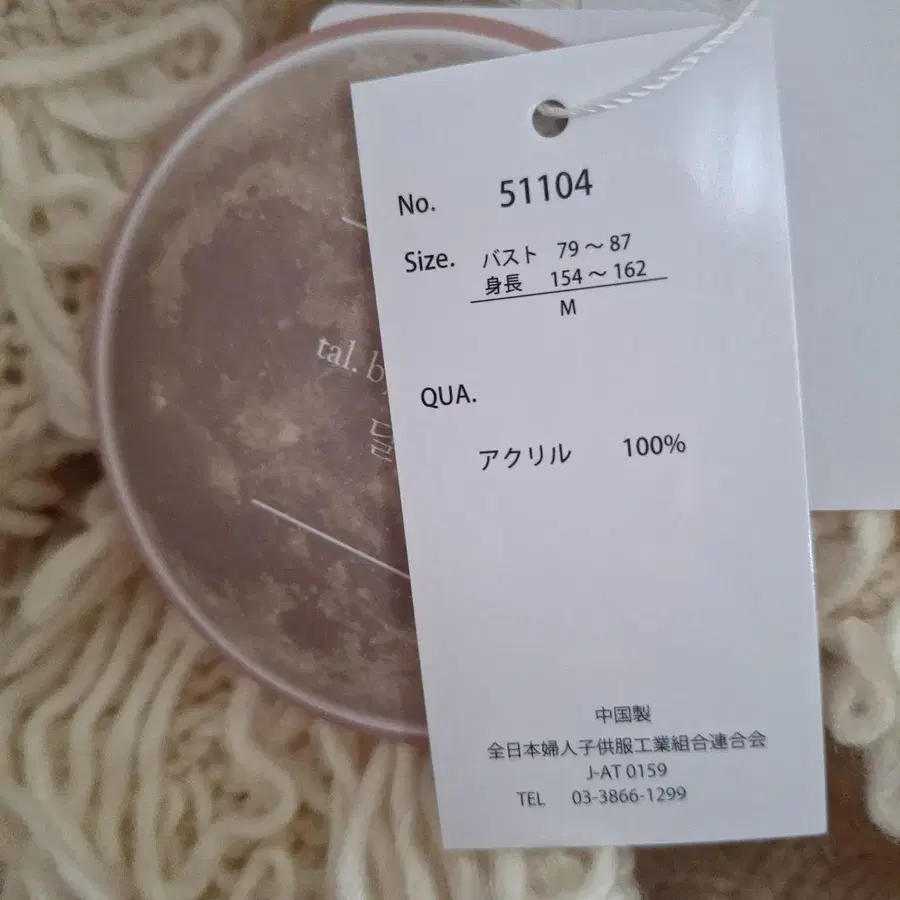 No. 51104
Size. バスト 79～87
身長 154～162
M
QUA.
アクリル 100%
中国製
全日本婦人子供服工業組合連合会
J-AT 0159
TEL 03-3866-1299
tal.